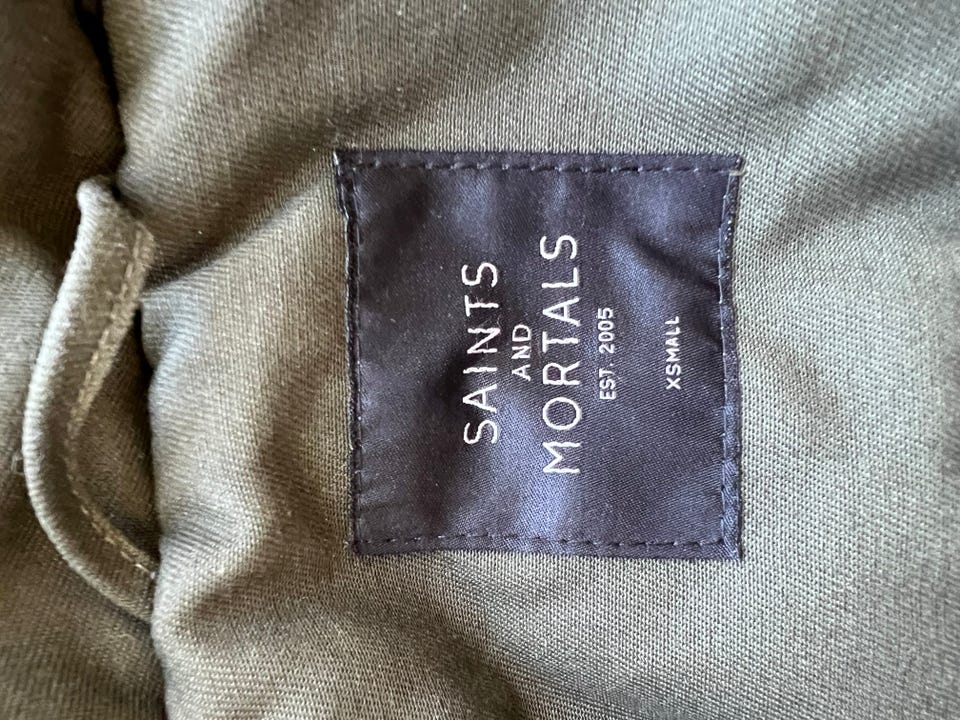 SAINTS
AND
MORTALS
EST. 2005
XSMALL